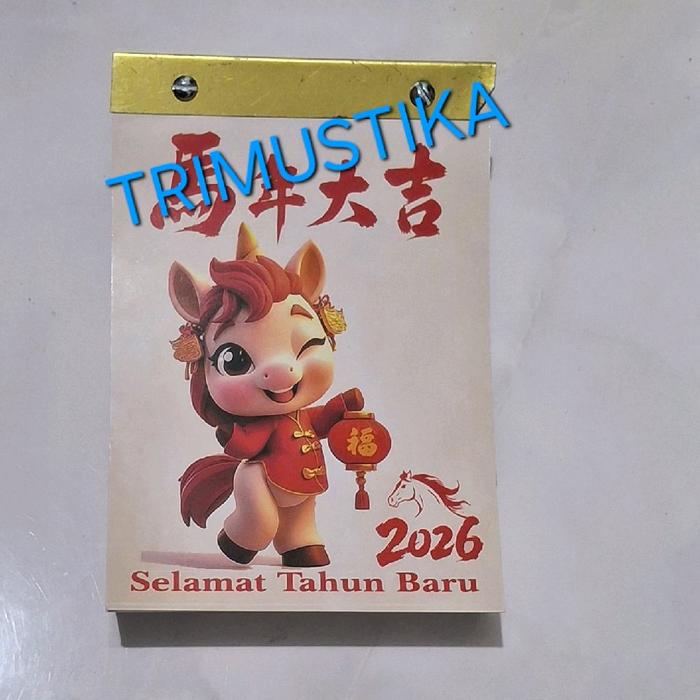 TRIMUSTIKA
馬年大吉
福
2026
Selamat Tahun Baru